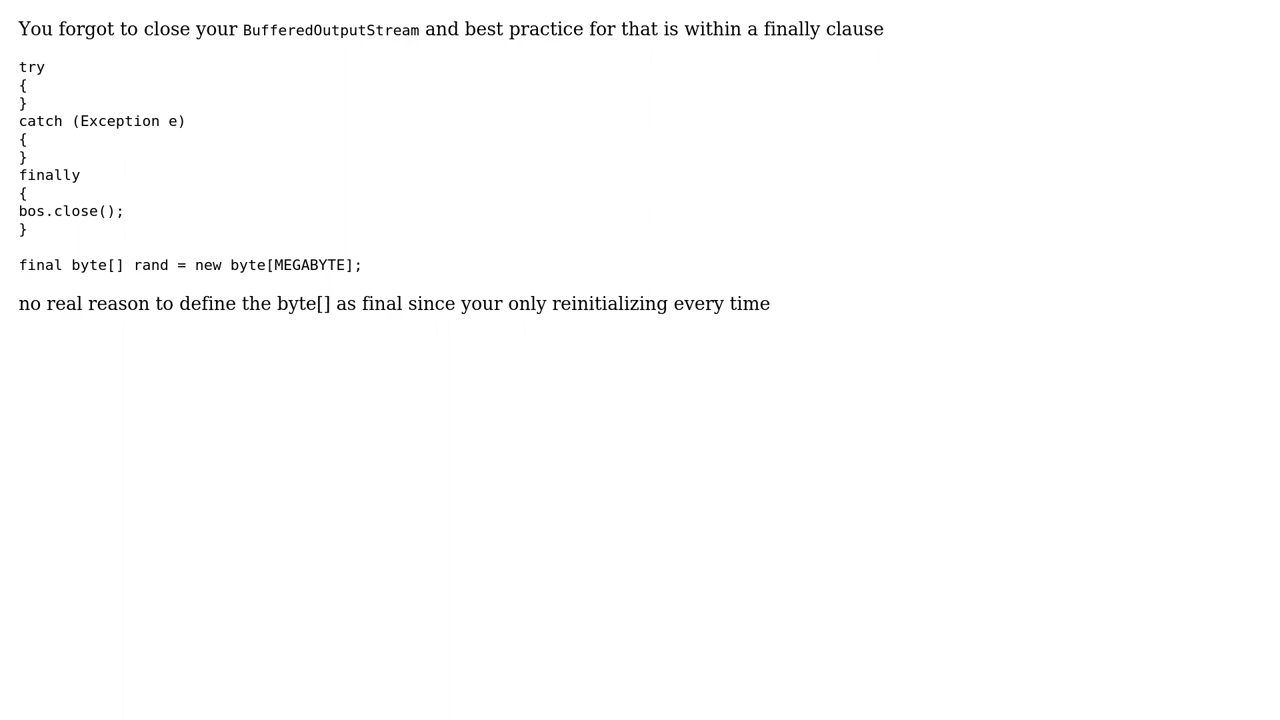 You forgot to close your BufferedOutputStream and best practice for that is within a finally clause
try
{
}
catch (Exception e)
{
}
finally
{
bos.close();
}
final byte[] rand = new byte[MEGABYTE];
no real reason to define the byte[] as final since your only reinitializing every time